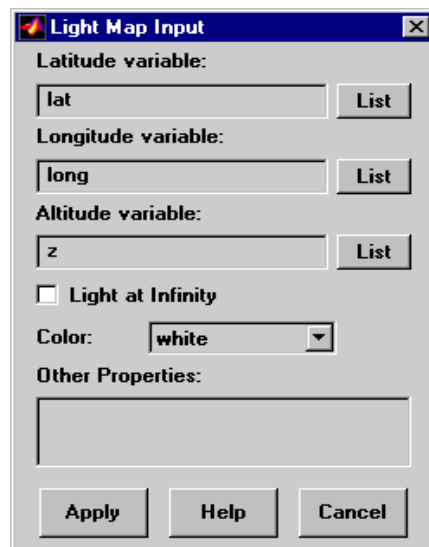 Light Map Input
Latitude variable:
lat List
Longitude variable:
long List
Altitude variable:
z List
Light at Infinity
Color: white
Other Properties:
Apply Help Cancel